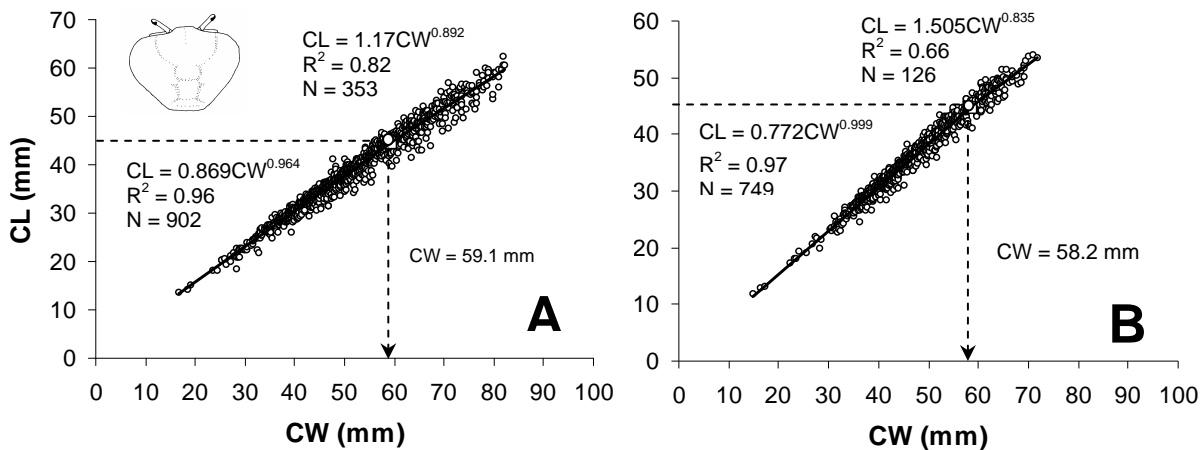 70
60
50
40
30
20
10
0
CL (mm)
CL = 1.17CW^0.892
R² = 0.82
N = 353
CL = 0.869CW^0.964
R² = 0.96
N = 902
CW = 59.1 mm
A
0 10 20 30 40 50 60 70 80 90 100
CW (mm)
60
50
40
30
20
10
0
CL = 1.505CW^0.835
R² = 0.66
N = 126
CL = 0.772CW^0.999
R² = 0.97
N = 749
CW = 58.2 mm
B
0 10 20 30 40 50 60 70 80 90 100
CW (mm)